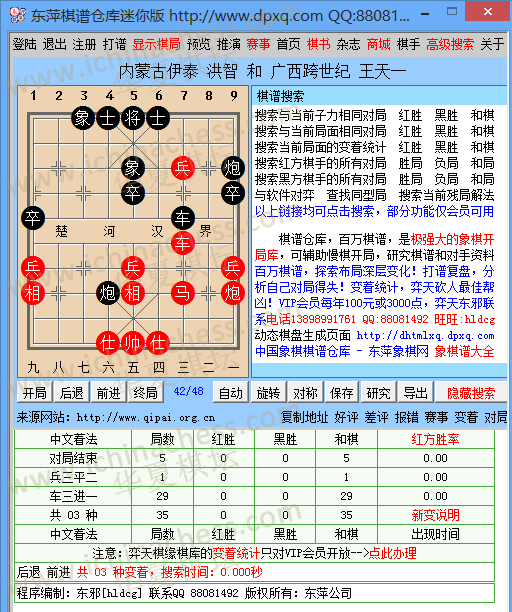 东萍棋谱仓库迷你版 http://www.dpxq.com QQ:88081...
登陆 退出 注册 打谱 显示棋局 预览 推演 赛事 首页 棋书 杂志 商城 棋手 高级搜索 关于
内蒙古伊泰 洪智 和 广西跨世纪 王天一
1 2 3 4 5 6 7 8 9
象 士 将 士
象 兵 炮
卒 卒
卒 车
楚 河 汉 界
车
兵 兵 兵
相 炮 相 马 炮
仕 帅 仕
九 八 七 六 五 四 三 二 一
棋谱搜索
搜索与当前子力相同对局 红胜 黑胜 和棋
搜索与当前局面相同对局 红胜 黑胜 和棋
搜索当前局面的变着统计 红胜 黑胜 和棋
搜索红方棋手的所有对局 胜局 负局 和局
搜索黑方棋手的所有对局 胜局 负局 和局
与软件对弈 查找同型局 搜索当前残局解法
以上链接均可点击搜索，部分功能仅会员可用
棋谱仓库，百万棋谱，是极强大的象棋开
局库，可辅助慢棋开局，研究棋谱和对手资料
百万棋谱，探索布局深层变化！打谱复盘，分
析自己对局得失！变着统计，弈天砍人最佳帮
凶！VIP会员每年100元或3000点，弈天东邪联
系电话13898991761 QQ:88081492 旺旺:hldcg
动态棋盘生成页面 http://dhtmlxq.dpxq.com
中国象棋棋谱仓库 - 东萍象棋网 象棋谱大全
开局 后退 前进 终局 42/48 自动 旋转 对称 保存 研究 导出 隐藏搜索
来源网站: http://www.qipai.org.cn 复制地址 好评 差评 报错 赛事 变着 对局
中文着法 局数 红胜 黑胜 和棋 红方胜率
对局结束 5 0 0 5 0.00
兵三平二 1 0 0 1 0.00
车三进一 29 0 0 29 0.00
共 03 种 35 0 0 35 新变说明
中文着法 局数 红胜 黑胜 和棋 出现时间
注意: 弈天棋缘棋库的变着统计只对VIP会员开放-->点此办理
后退 前进 共 03 种变着，搜索时间: 0.000秒
程序编制: 东邪[hldcg] 联系QQ 88081492 版权所有: 东萍公司
www.ichinachess.com
华夏棋坛